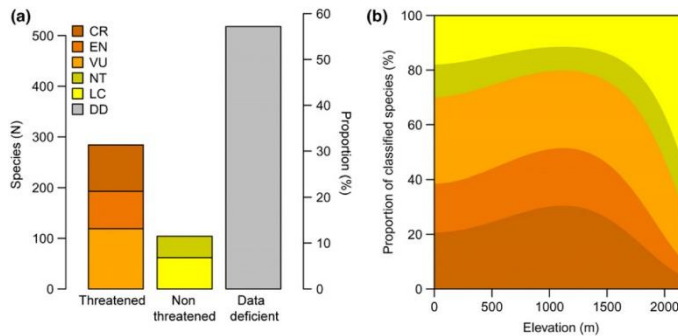 (a)
500
400
300
200
100
0
Species (N)
CR
EN
VU
NT
LC
DD
60
50
40
30
20
10
0
Proportion (%)
Threatened
Non
threatened
Data
deficient
(b)
100
80
60
40
20
0
Proportion of classified species (%)
0
500
1000
1500
2000
Elevation (m)